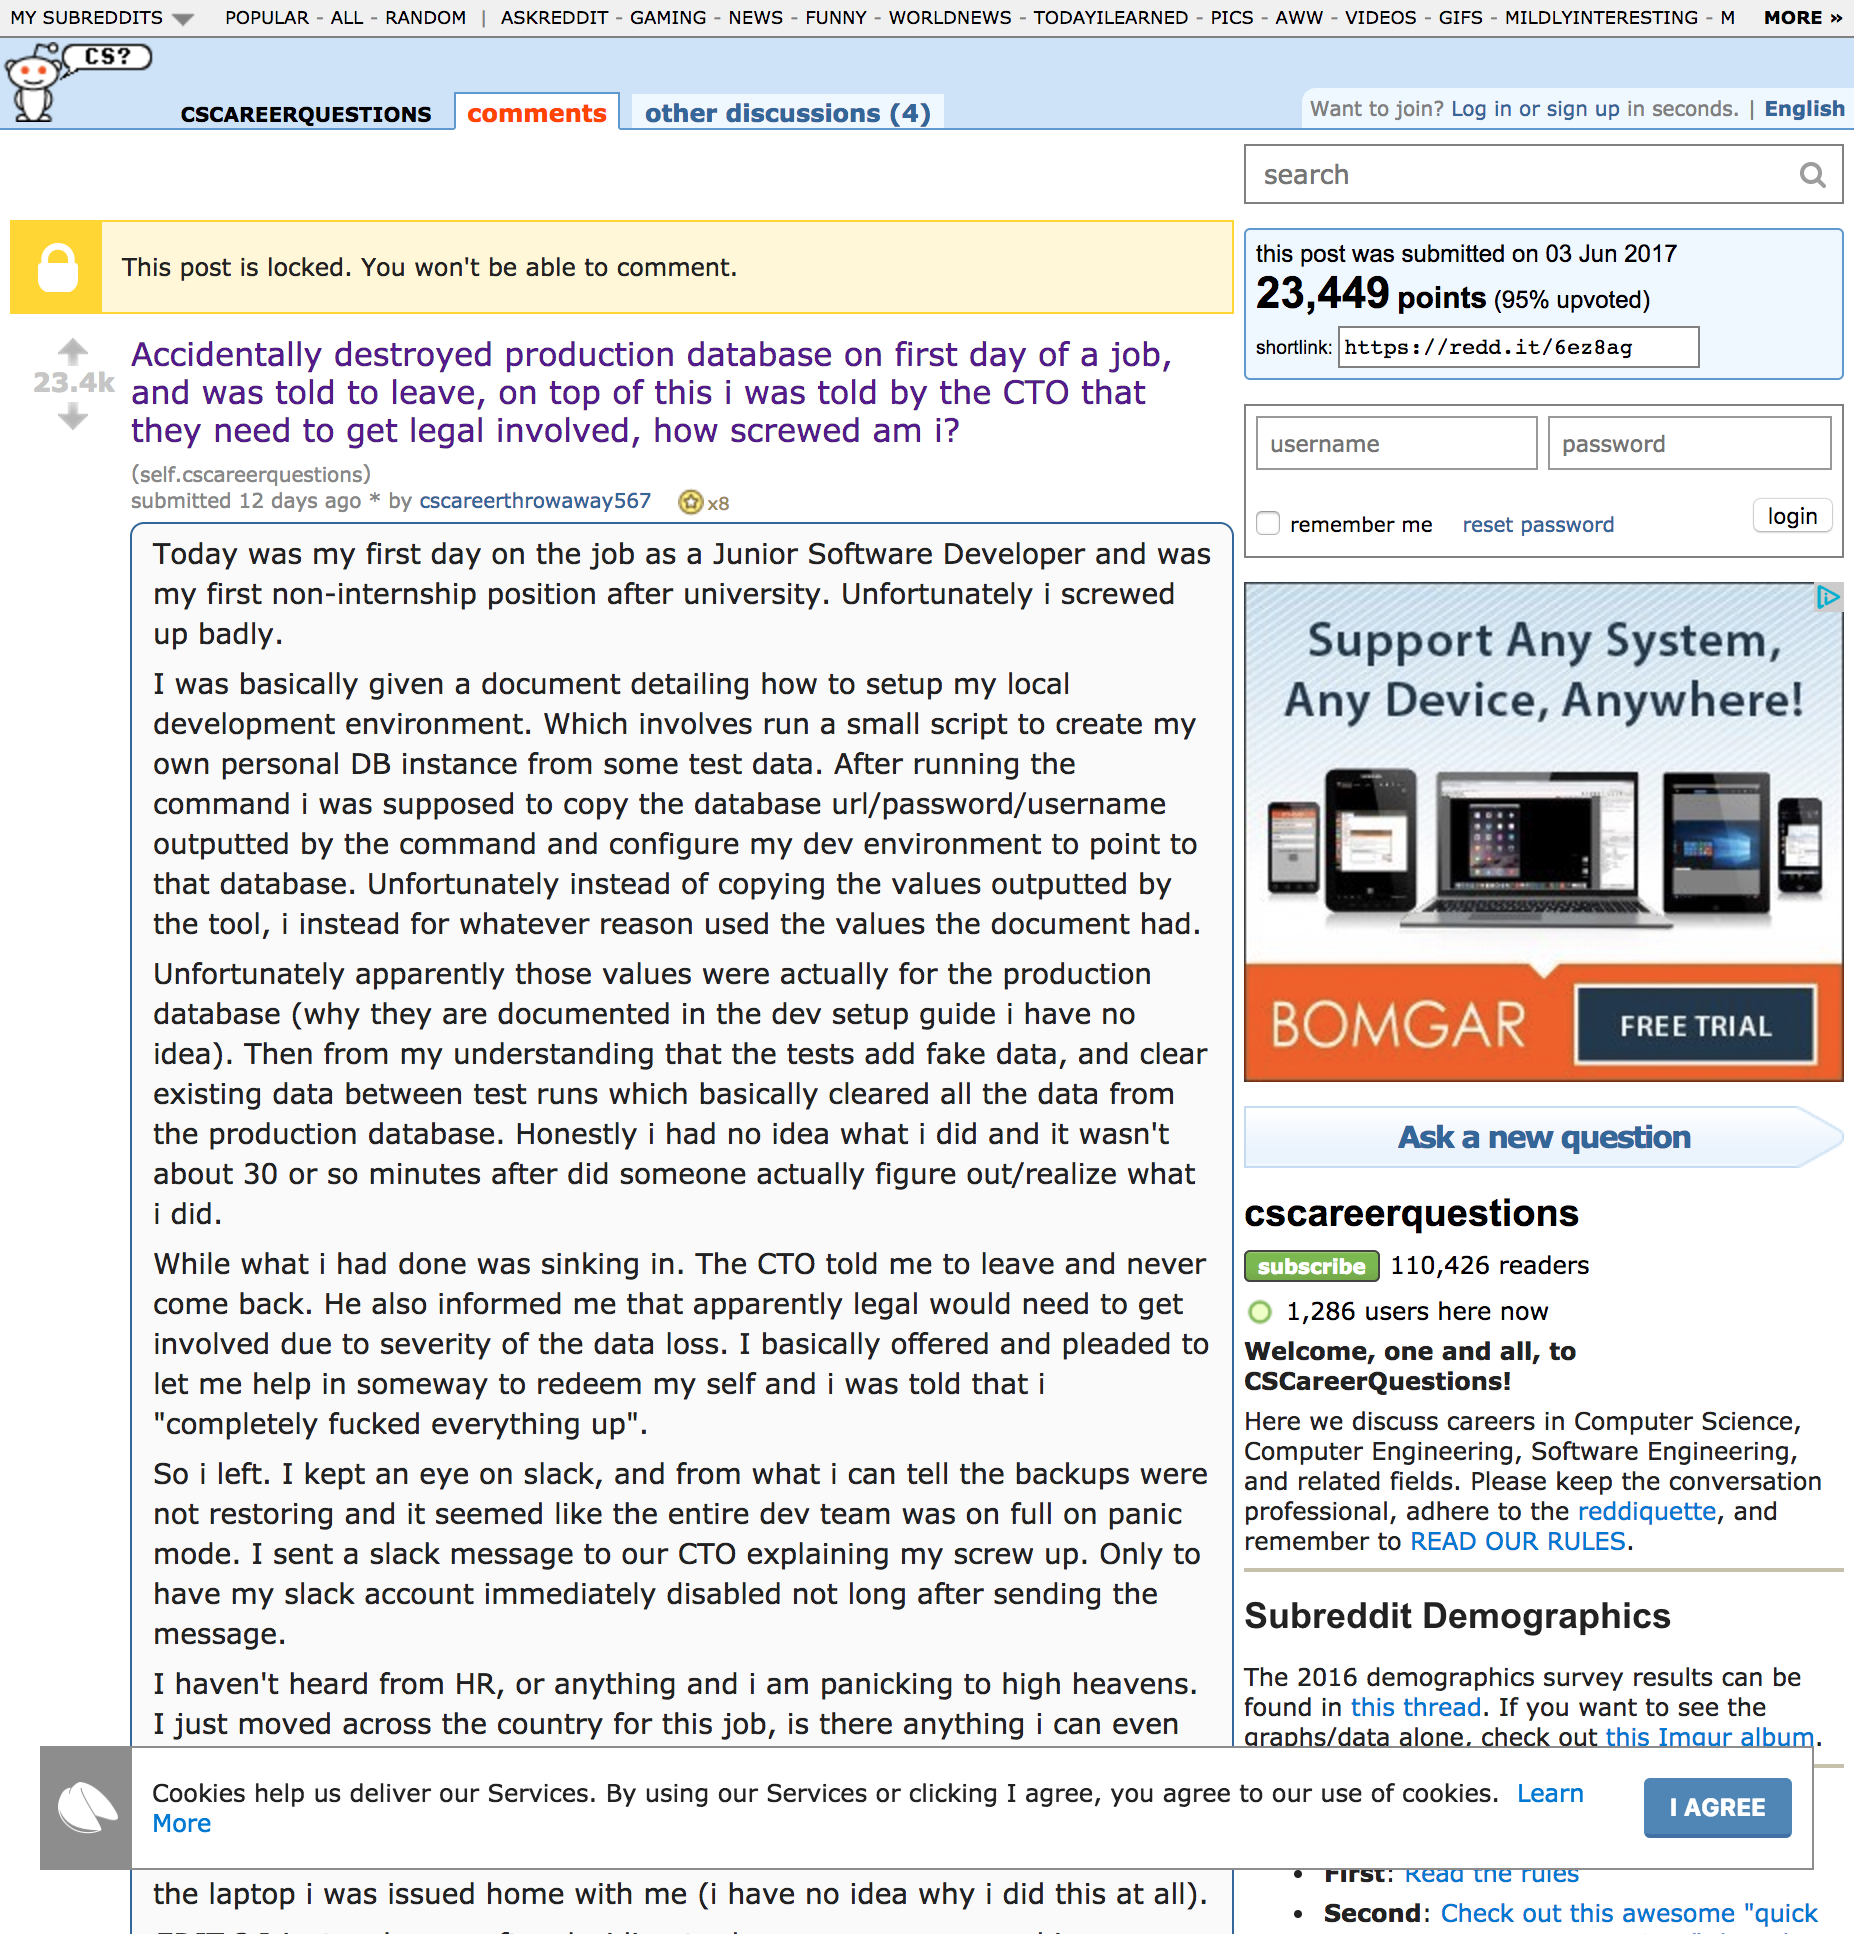 MY SUBREDDITS POPULAR - ALL - RANDOM | ASKREDDIT - GAMING - NEWS - FUNNY - WORLDNEWS - TODAYILEARNED - PICS - AWW - VIDEOS - GIFS - MILDLYINTERESTING - M MORE »
CS?
CSCAREERQUESTIONS comments other discussions (4)
Want to join? Log in or sign up in seconds. | English
search
This post is locked. You won't be able to comment.
this post was submitted on 03 Jun 2017
23,449 points (95% upvoted)
shortlink: https://redd.it/6ez8ag
23.4k
Accidentally destroyed production database on first day of a job,
and was told to leave, on top of this i was told by the CTO that
they need to get legal involved, how screwed am i?
(self.cscareerquestions)
submitted 12 days ago * by cscareerthrowaway567 x8
username password
remember me reset password login
Today was my first day on the job as a Junior Software Developer and was
my first non-internship position after university. Unfortunately i screwed
up badly.
I was basically given a document detailing how to setup my local
development environment. Which involves run a small script to create my
own personal DB instance from some test data. After running the
command i was supposed to copy the database url/password/username
outputted by the command and configure my dev environment to point to
that database. Unfortunately instead of copying the values outputted by
the tool, i instead for whatever reason used the values the document had.
Unfortunately apparently those values were actually for the production
database (why they are documented in the dev setup guide i have no
idea). Then from my understanding that the tests add fake data, and clear
existing data between test runs which basically cleared all the data from
the production database. Honestly i had no idea what i did and it wasn't
about 30 or so minutes after did someone actually figure out/realize what
i did.
While what i had done was sinking in. The CTO told me to leave and never
come back. He also informed me that apparently legal would need to get
involved due to severity of the data loss. I basically offered and pleaded to
let me help in someway to redeem my self and i was told that i
"completely fucked everything up".
So i left. I kept an eye on slack, and from what i can tell the backups were
not restoring and it seemed like the entire dev team was on full on panic
mode. I sent a slack message to our CTO explaining my screw up. Only to
have my slack account immediately disabled not long after sending the
message.
I haven't heard from HR, or anything and i am panicking to high heavens.
I just moved across the country for this job, is there anything i can even
the laptop i was issued home with me (i have no idea why i did this at all).
Support Any System,
Any Device, Anywhere!
BOMGAR FREE TRIAL
Ask a new question
cscareerquestions
subscribe 110,426 readers
1,286 users here now
Welcome, one and all, to
CSCareerQuestions!
Here we discuss careers in Computer Science,
Computer Engineering, Software Engineering,
and related fields. Please keep the conversation
professional, adhere to the reddiquette, and
remember to READ OUR RULES.
Subreddit Demographics
The 2016 demographics survey results can be
found in this thread. If you want to see the
graphs/data alone, check out this Imgur album.
• First: Read the rules
• Second: Check out this awesome "quick
Cookies help us deliver our Services. By using our Services or clicking I agree, you agree to our use of cookies. Learn
More
I AGREE